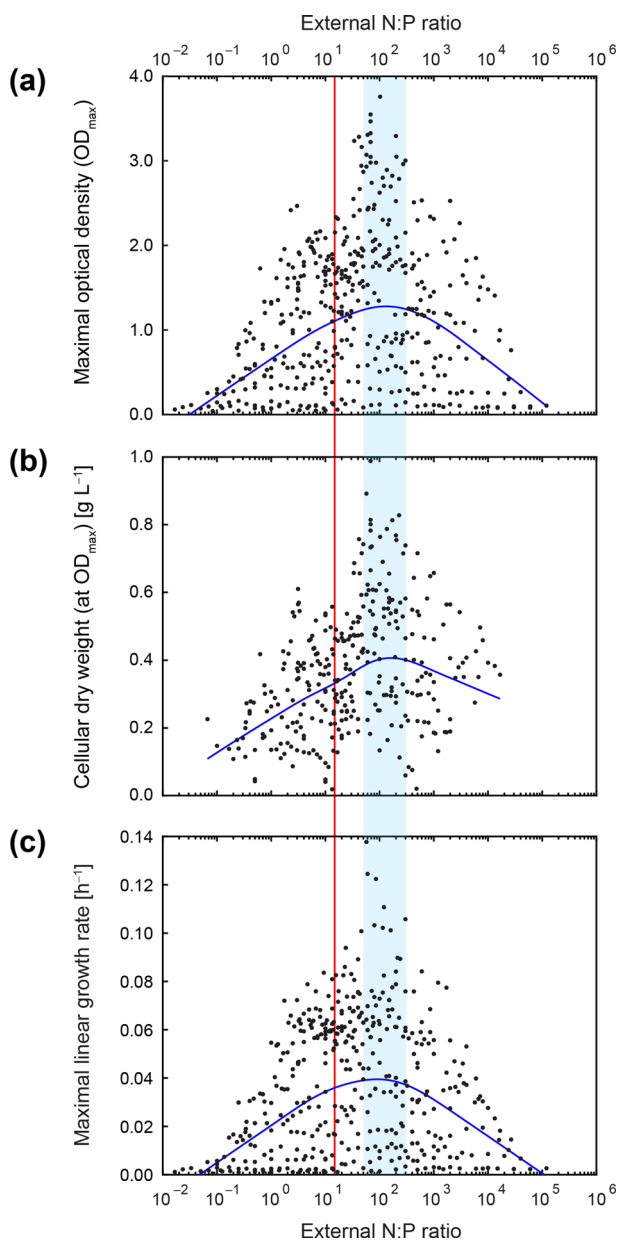 External N:P ratio
10⁻² 10⁻¹ 10⁰ 10¹ 10² 10³ 10⁴ 10⁵ 10⁶
(a)
Maximal optical density (ODmax)
4.0
3.0
2.0
1.0
0.0
(b)
Cellular dry weight (at ODmax) [g L⁻¹]
1.0
0.8
0.6
0.4
0.2
0.0
(c)
Maximal linear growth rate [h⁻¹]
0.14
0.12
0.10
0.08
0.06
0.04
0.02
0.00
10⁻² 10⁻¹ 10⁰ 10¹ 10² 10³ 10⁴ 10⁵ 10⁶
External N:P ratio